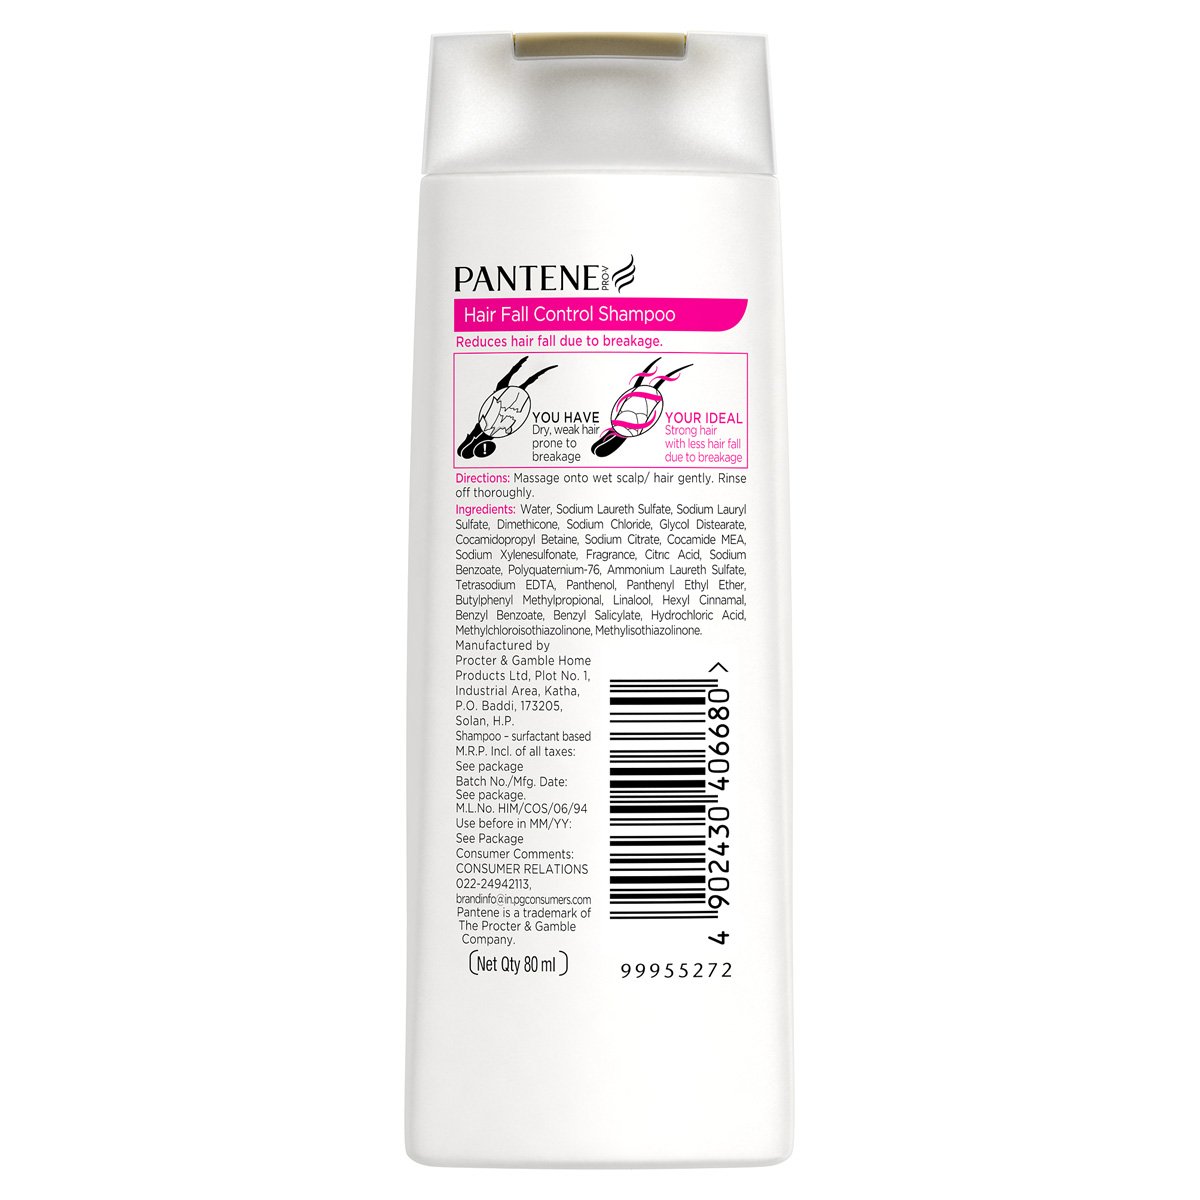 PANTENE PRO-V
Hair Fall Control Shampoo
Reduces hair fall due to breakage.
YOU HAVE
Dry, weak hair
prone to
breakage
!
YOUR IDEAL
Strong hair
with less hair fall
due to breakage
Directions: Massage onto wet scalp/ hair gently. Rinse
off thoroughly.
Ingredients: Water, Sodium Laureth Sulfate, Sodium Lauryl
Sulfate, Dimethicone, Sodium Chloride, Glycol Distearate,
Cocamidopropyl Betaine, Sodium Citrate, Cocamide MEA,
Sodium Xylenesulfonate, Fragrance, Citric Acid, Sodium
Benzoate, Polyquaternium-76, Ammonium Laureth Sulfate,
Tetrasodium EDTA, Panthenol, Panthenyl Ethyl Ether,
Butylphenyl Methylpropional, Linalool, Hexyl Cinnamal,
Benzyl Benzoate, Benzyl Salicylate, Hydrochloric Acid,
Methylchloroisothiazolinone, Methylisothiazolinone.
Manufactured by
Procter & Gamble Home
Products Ltd, Plot No. 1,
Industrial Area, Katha,
P.O. Baddi, 173205,
Solan, H.P.
Shampoo – surfactant based
M.R.P. Incl. of all taxes:
See package
Batch No./Mfg. Date:
See package.
M.L.No. HIM/COS/06/94
Use before in MM/YY:
See Package
Consumer Comments:
CONSUMER RELATIONS
022-24942113,
brandinfo@in.pgconsumers.com
Pantene is a trademark of
The Procter & Gamble
Company.
(Net Qty 80 ml)
4 902430 406680 >
99955272